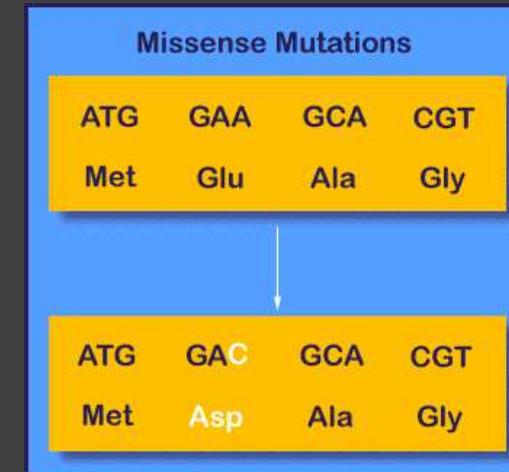 Missense Mutations
ATG GAA GCA CGT
Met Glu Ala Gly
ATG GAC GCA CGT
Met Asp Ala Gly